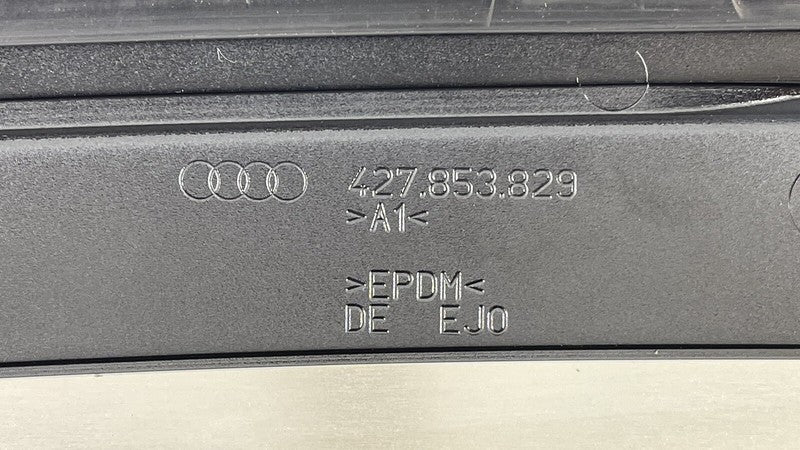 427.853.829
>A1<
>EPDM<
DE EJO